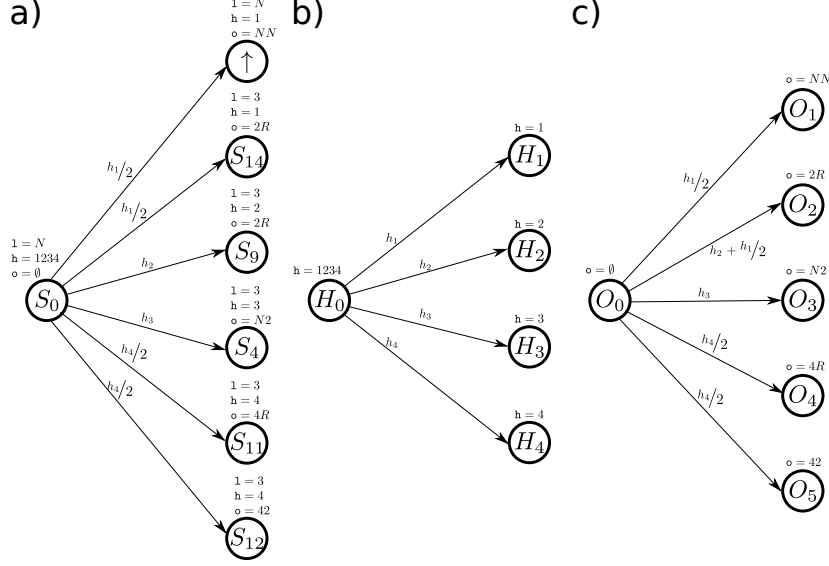 a)
l = N
h = 1
o = NN
↑
h₁/2
l = 3
h = 1
o = 2R
S₁₄
h₁/2
l = 3
h = 2
o = 2R
S₉
h₂
l = N
h = 1234
o = ∅
S₀
l = 3
h = 3
o = N2
S₄
h₃
h₄/2
l = 3
h = 4
o = 4R
S₁₁
h₄/2
l = 3
h = 4
o = 42
S₁₂
b)
h = 1
H₁
h₁
h = 2
H₂
h₂
h = 1234
H₀
h = 3
H₃
h₃
h₄
h = 4
H₄
c)
o = NN
O₁
h₁/2
o = 2R
O₂
h₂ + h₁/2
o = ∅
O₀
o = N2
O₃
h₃
h₄/2
o = 4R
O₄
h₄/2
o = 42
O₅